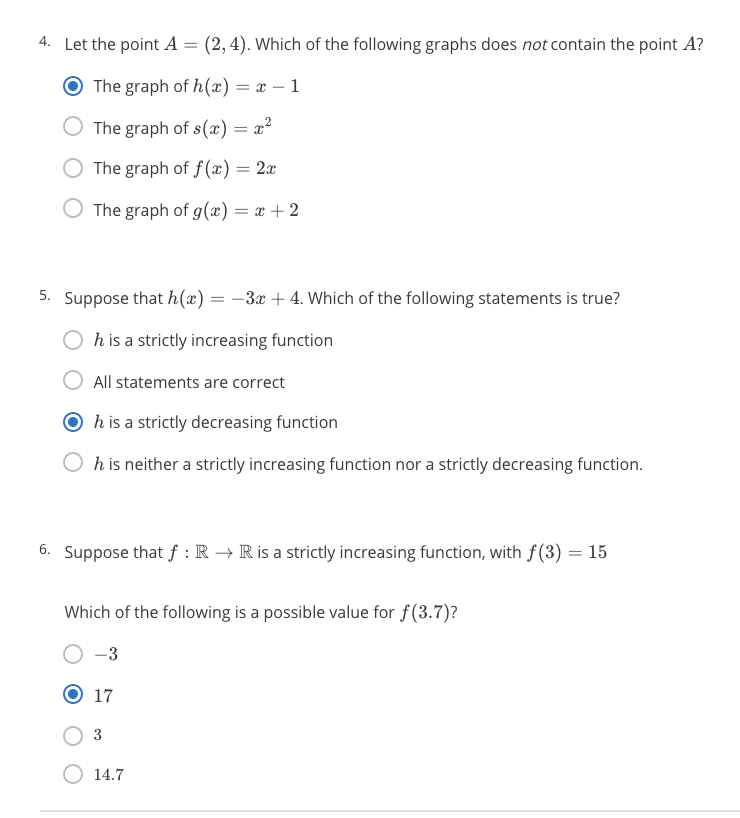 4. Let the point A = (2, 4). Which of the following graphs does not contain the point A?
The graph of h(x) = x − 1
The graph of s(x) = x²
The graph of f(x) = 2x
The graph of g(x) = x + 2
5. Suppose that h(x) = −3x + 4. Which of the following statements is true?
h is a strictly increasing function
All statements are correct
h is a strictly decreasing function
h is neither a strictly increasing function nor a strictly decreasing function.
6. Suppose that f : ℝ → ℝ is a strictly increasing function, with f(3) = 15
Which of the following is a possible value for f(3.7)?
−3
17
3
14.7